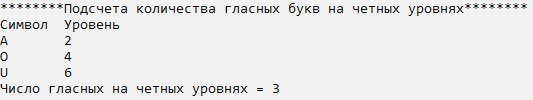 ********Подсчета количества гласных букв на четных уровнях********
Символ  Уровень
A       2
O       4
U       6
Число гласных на четных уровнях = 3